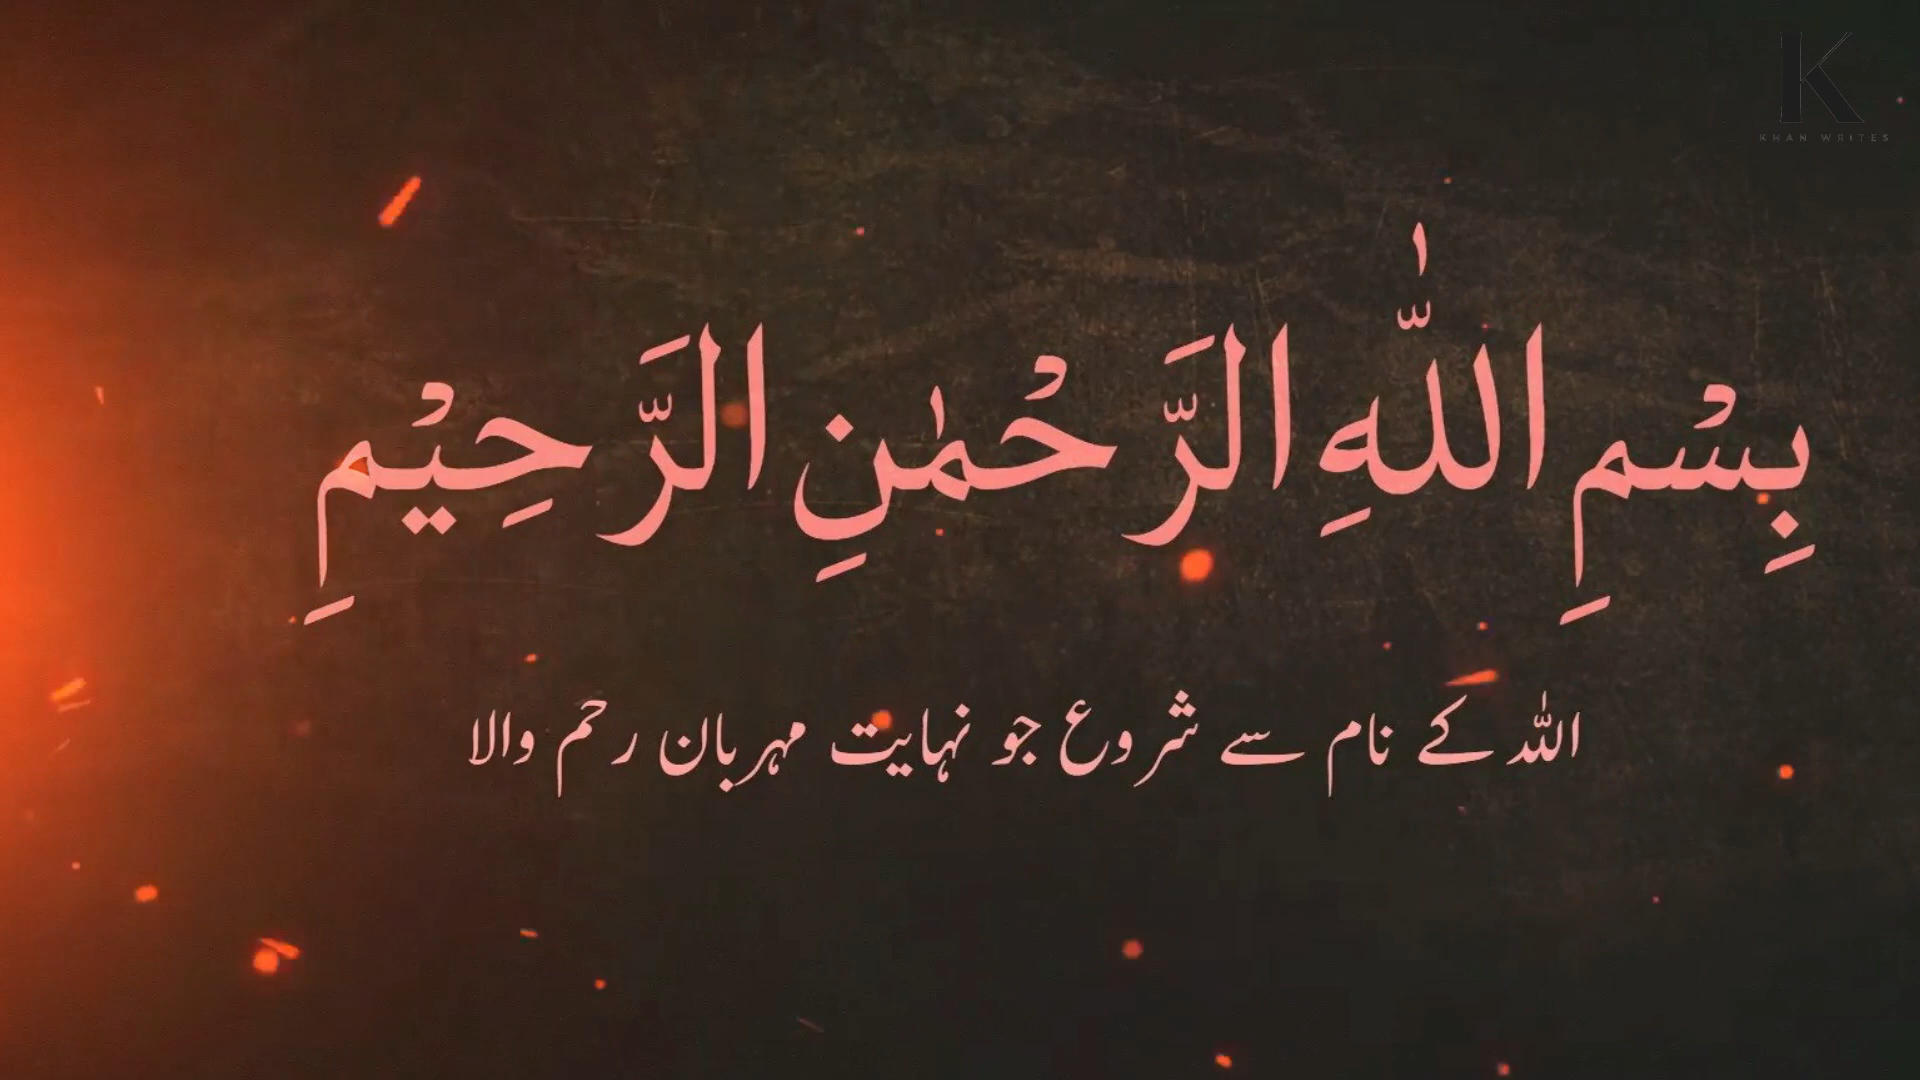 K
KHAN WRITES
بِسْمِ اللّٰهِ الرَّحْمٰنِ الرَّحِيْمِ
اللہ کے نام سے شروع جو نہایت مہربان رحم والا